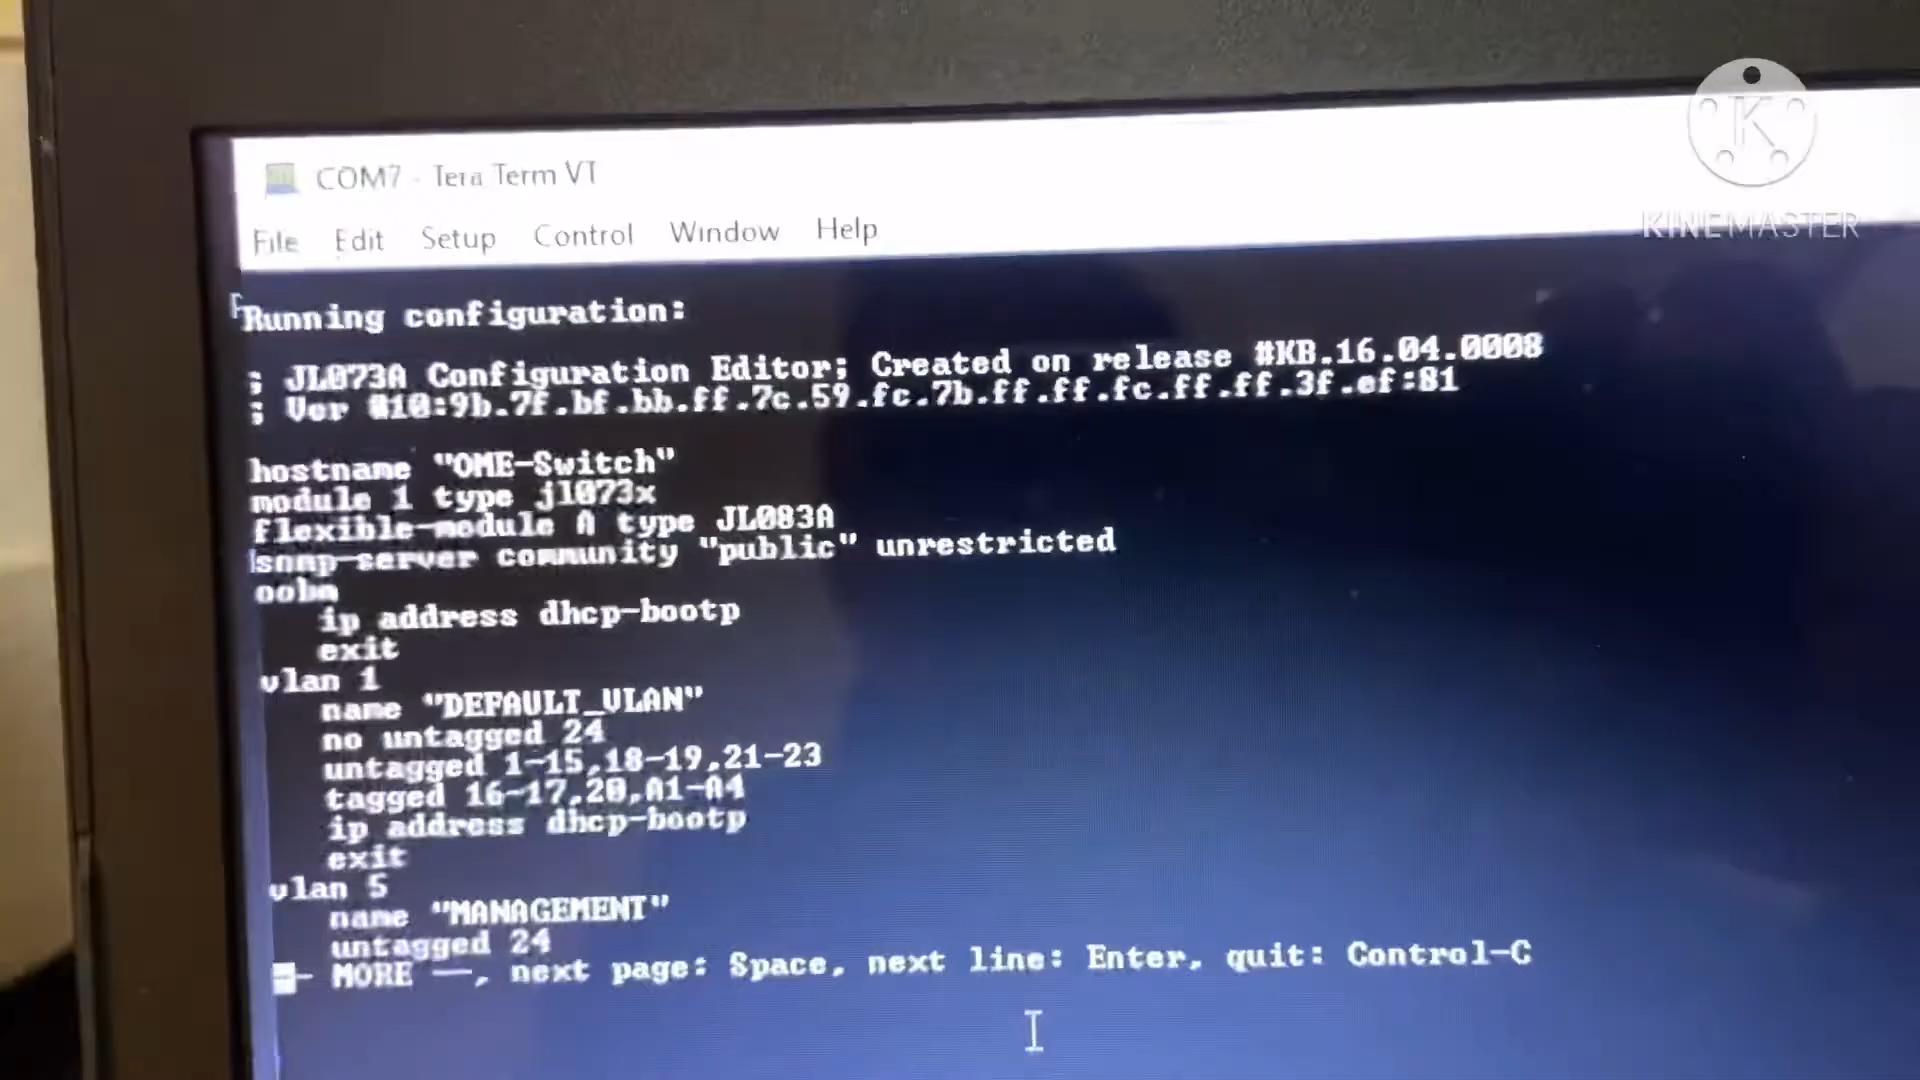 COM7 - Tera Term VT
KINEMASTER
File Edit Setup Control Window Help
Running configuration:
; JL073A Configuration Editor; Created on release #KB.16.04.0008
; Ver #10:9b.7f.bf.bb.ff.7c.59.fc.7b.ff.ff.fc.ff.ff.3f.ef:81
hostname "OME-Switch"
module 1 type jl073x
flexible-module A type JL083A
snmp-server community "public" unrestricted
oobm
ip address dhcp-bootp
exit
vlan 1
name "DEFAULT_VLAN"
no untagged 24
untagged 1-15,18-19,21-23
tagged 16-17,20,A1-A4
ip address dhcp-bootp
exit
vlan 5
name "MANAGEMENT"
untagged 24
-- MORE --, next page: Space, next line: Enter, quit: Control-C